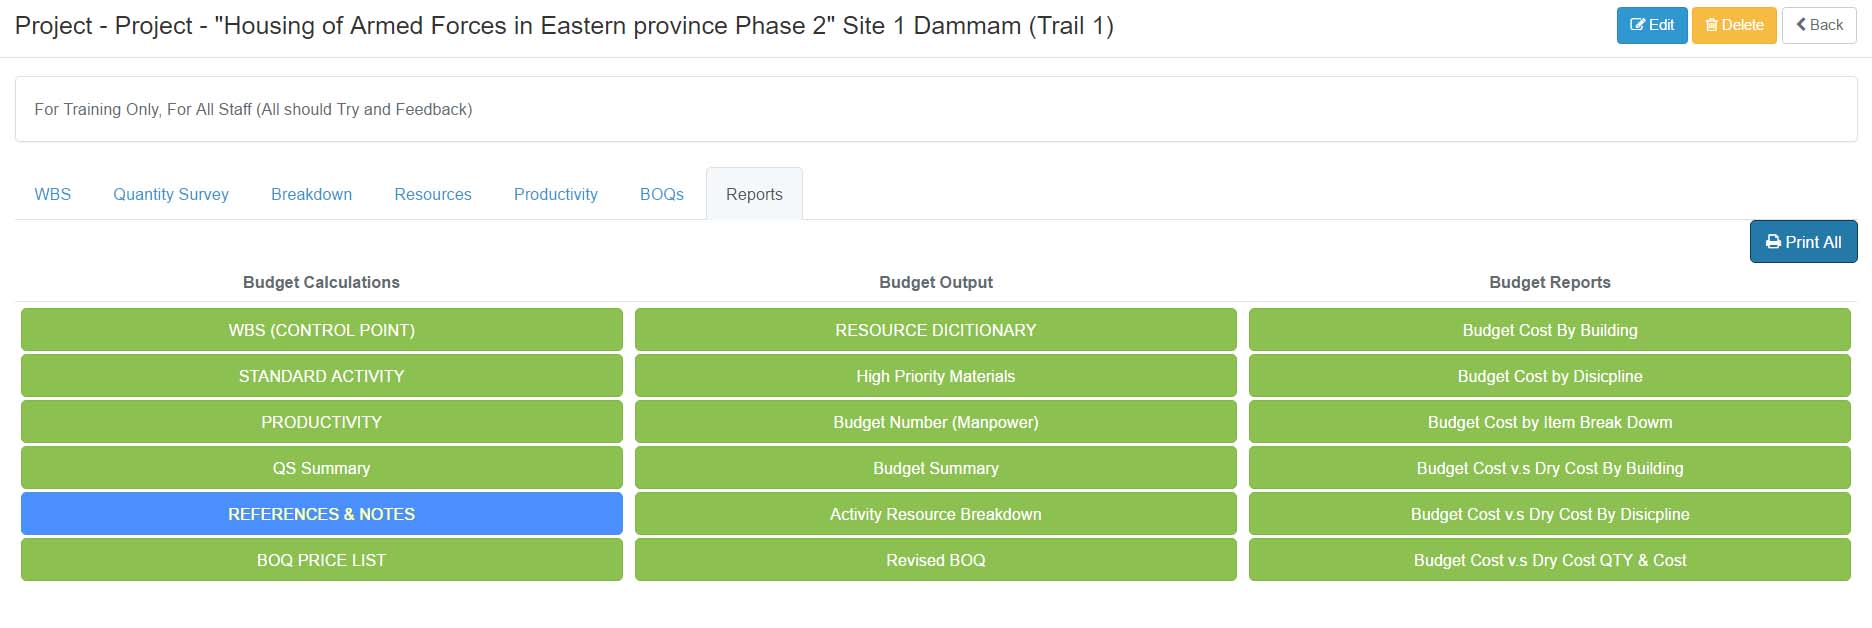 Project - Project - "Housing of Armed Forces in Eastern province Phase 2" Site 1 Dammam (Trail 1)
Edit Delete Back
For Training Only, For All Staff (All should Try and Feedback)
WBS Quantity Survey Breakdown Resources Productivity BOQs Reports
Print All
Budget Calculations Budget Output Budget Reports
WBS (CONTROL POINT) RESOURCE DICITIONARY Budget Cost By Building
STANDARD ACTIVITY High Priority Materials Budget Cost by Disicpline
PRODUCTIVITY Budget Number (Manpower) Budget Cost by Item Break Dowm
QS Summary Budget Summary Budget Cost v.s Dry Cost By Building
REFERENCES & NOTES Activity Resource Breakdown Budget Cost v.s Dry Cost By Disicpline
BOQ PRICE LIST Revised BOQ Budget Cost v.s Dry Cost QTY & Cost